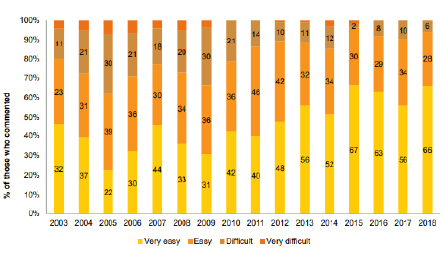 % of those who commented
100%
90%
80%
70%
60%
50%
40%
30%
20%
10%
0%
11 21 30 21 18 20 30 21 14 10 11 12 2 8 10 6
23 31 39 36 30 34 36 36 46 42 32 34 30 29 34 28
32 37 22 30 44 33 31 42 40 48 56 52 67 63 56 66
2003 2004 2005 2006 2007 2008 2009 2010 2011 2012 2013 2014 2015 2016 2017 2018
Very easy Easy Difficult Very difficult